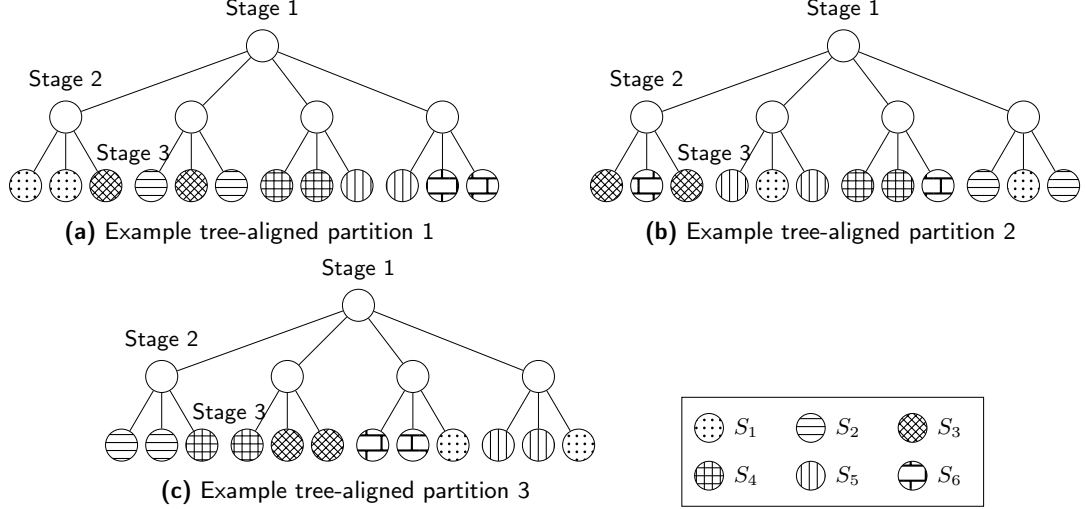 Stage 1
Stage 2
Stage 3
(a) Example tree-aligned partition 1
Stage 1
Stage 2
Stage 3
(b) Example tree-aligned partition 2
Stage 1
Stage 2
Stage 3
(c) Example tree-aligned partition 3
S₁ S₂ S₃
S₄ S₅ S₆